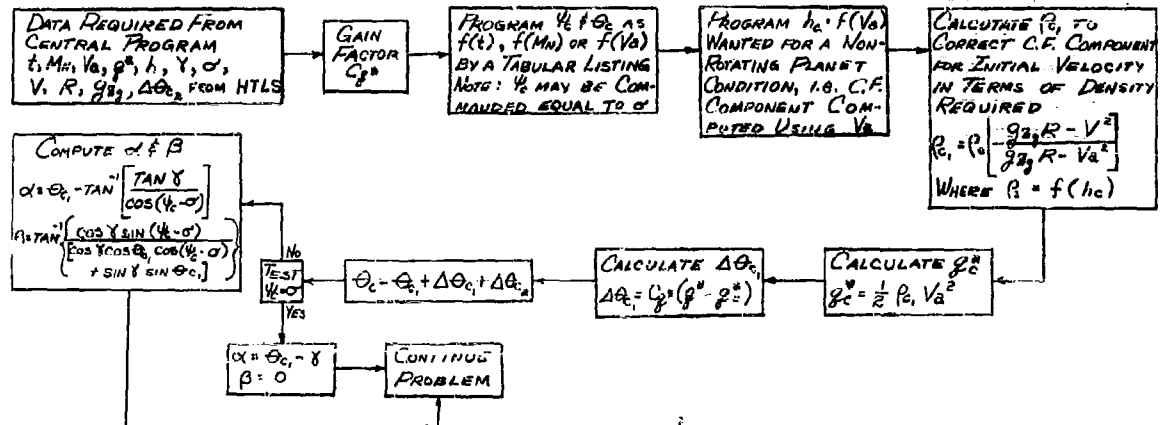 DATA REQUIRED FROM
CENTRAL PROGRAM
t, MN, Va, q*, h, γ, σ,
V, R, gzg, ΔΘc2 FROM HTLS
GAIN
FACTOR
Cq*
PROGRAM Ψc & Θc AS
f(t), f(MN) OR f(Va)
BY A TABULAR LISTING
NOTE: Ψc MAY BE COM-
MANDED EQUAL TO σ
PROGRAM hc = f(Va)
WANTED FOR A NON-
ROTATING PLANET
CONDITION, I.E. C.F.
COMPONENT COM-
PUTED USING Va
CALCULATE ρc1 TO
CORRECT C.F. COMPONENT
FOR INITIAL VELOCITY
IN TERMS OF DENSITY
REQUIRED
ρc1 = ρ0 [-gzg R - V² / gzg R - Va²]
WHERE ρ = f(hc)
CALCULATE qc*
qc* = 1/2 ρc1 Va²
CALCULATE ΔΘc1
ΔΘc1 = Cq* (q* - qc*)
Θc = Θc1 + ΔΘc1 + ΔΘc2
NO
TEST
Ψc = σ
YES
COMPUTE α & β
α = Θc1 - TAN⁻¹ [TAN γ / COS (Ψc - σ)]
β = TAN⁻¹ {COS γ SIN (Ψc - σ) / [COS γ COS Θc1 COS (Ψc - σ)
+ SIN γ SIN Θc1]}
α = Θc1 - γ
β = 0
CONTINUE
PROBLEM